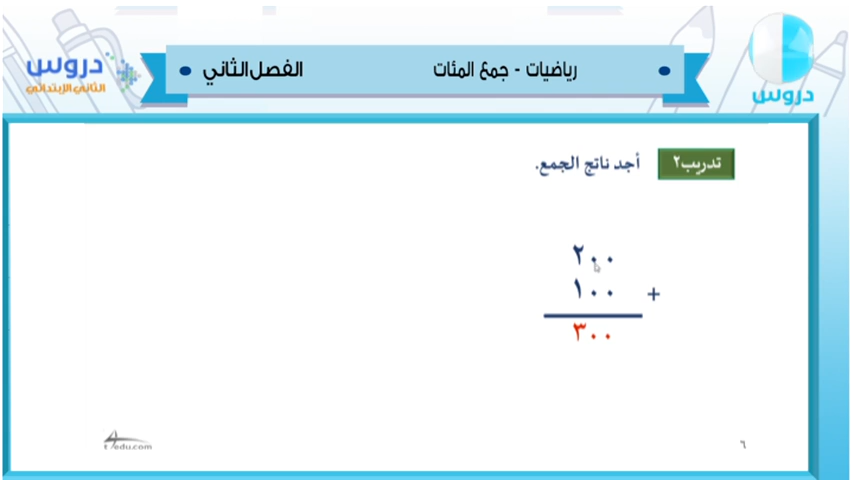 دروس
الثاني الابتدائي
رياضيات - جمع المئات
الفصل الثاني
دروس
تدريب٢ أجد ناتج الجمع.
٢٠٠
١٠٠ +
٣٠٠
t4edu.com
٦